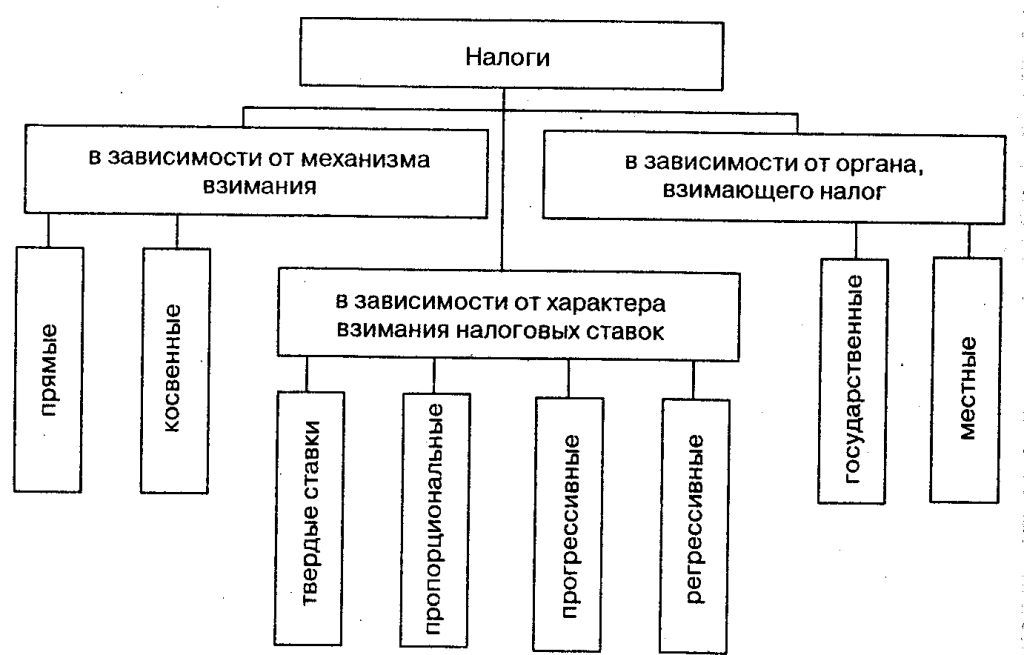 Налоги
в зависимости от механизма
взимания
в зависимости от органа,
взимающего налог
прямые
косвенные
в зависимости от характера
взимания налоговых ставок
государственные
местные
твердые ставки
пропорциональные
прогрессивные
регрессивные